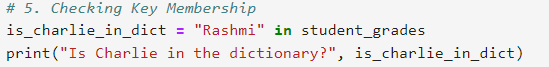 # 5. Checking Key Membership
is_charlie_in_dict = "Rashmi" in student_grades
print("Is Charlie in the dictionary?", is_charlie_in_dict)